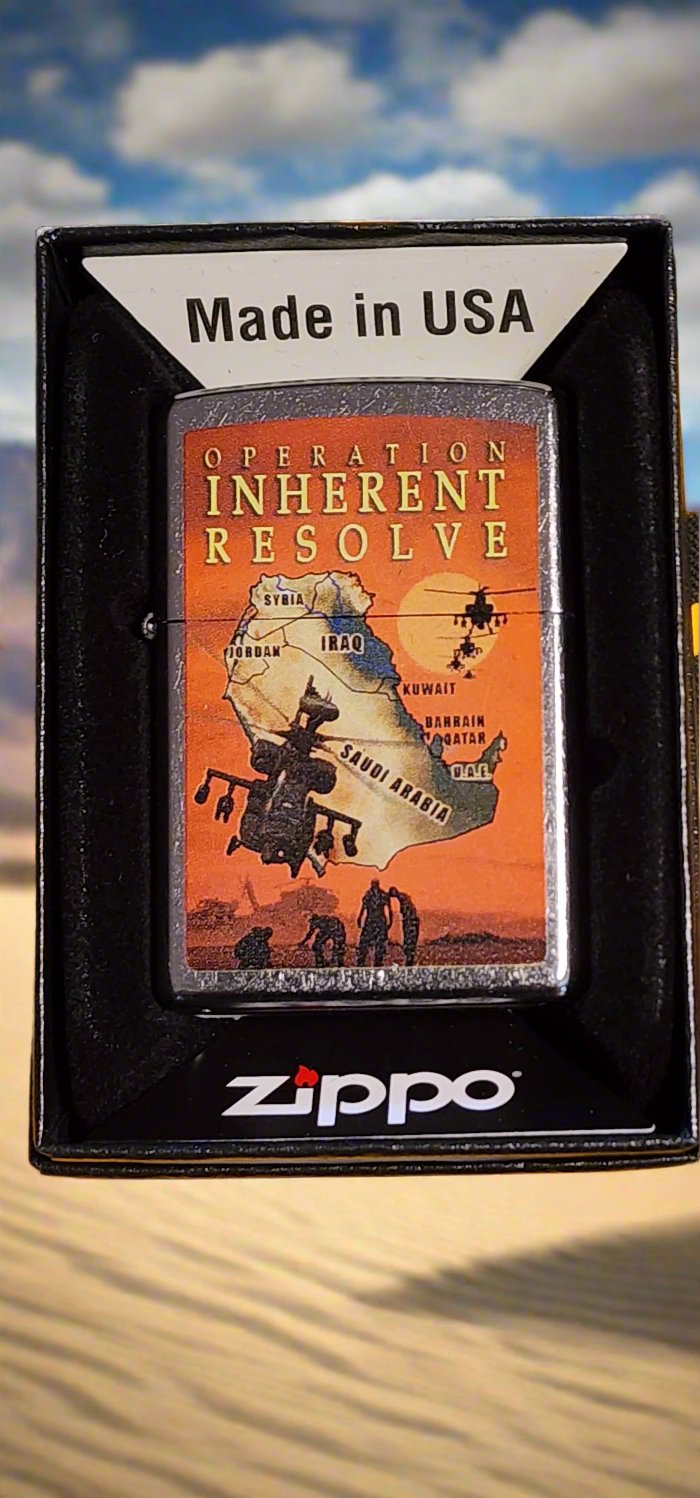 Made in USA
OPERATION
INHERENT
RESOLVE
SYRIA
IRAQ
JORDAN
KUWAIT
BAHRAIN
QATAR
U.A.E.
SAUDI ARABIA
zippo